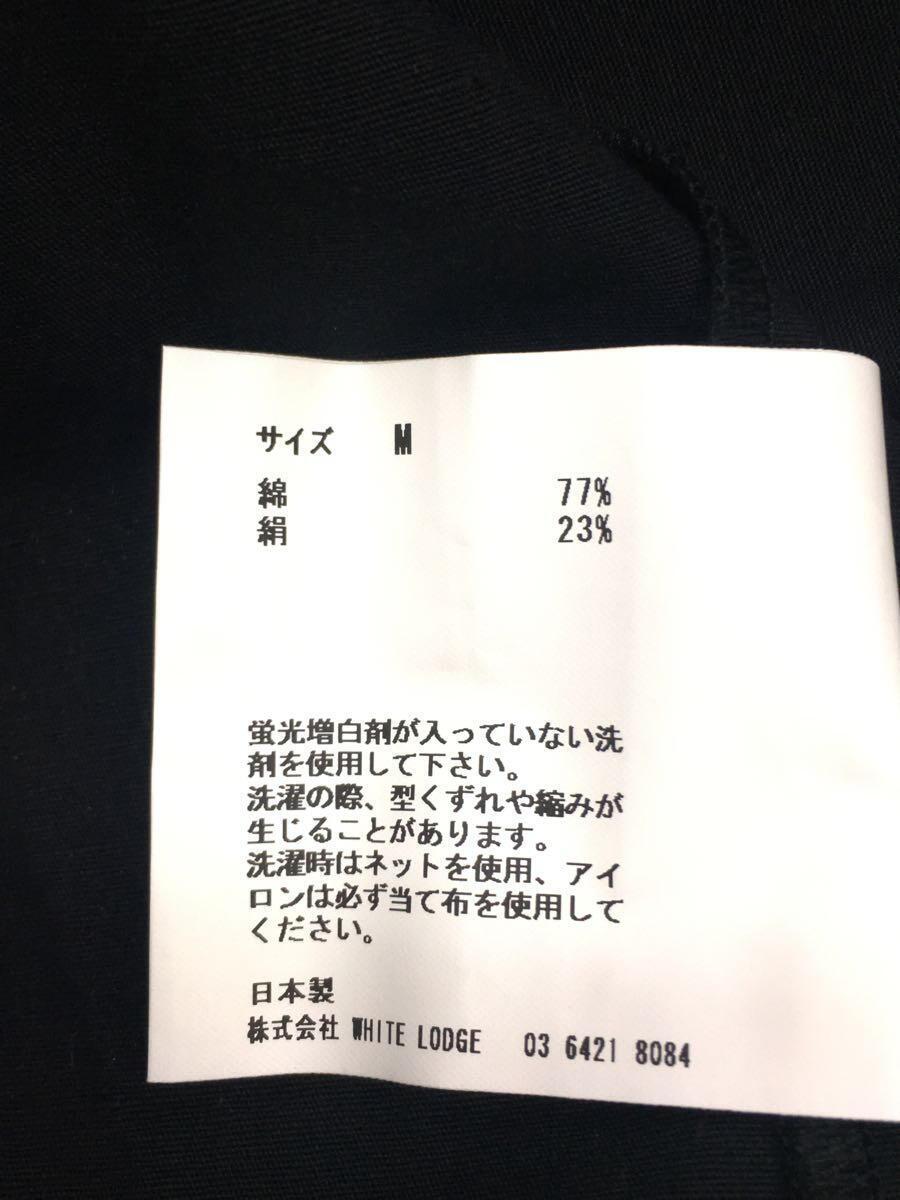 サイズ M
綿 77%
絹 23%
蛍光増白剤が入っていない洗
剤を使用して下さい。
洗濯の際、型くずれや縮みが
生じることがあります。
洗濯時はネットを使用、アイ
ロンは必ず当て布を使用して
ください。
日本製
株式会社 WHITE LODGE 03 6421 8084